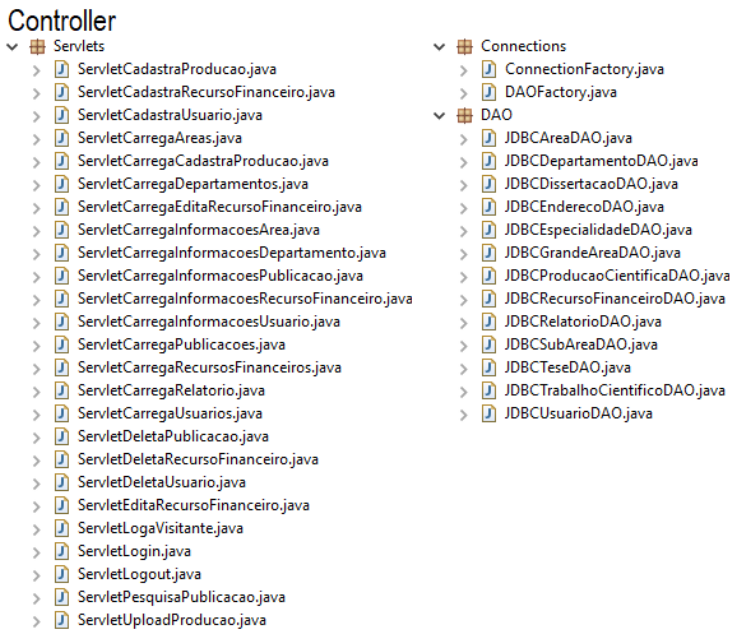 Controller
Servlets
ServletCadastraProducao.java
ServletCadastraRecursoFinanceiro.java
ServletCadastraUsuario.java
ServletCarregaAreas.java
ServletCarregaCadastraProducao.java
ServletCarregaDepartamentos.java
ServletCarregaEditaRecursoFinanceiro.java
ServletCarregaInformacoesArea.java
ServletCarregaInformacoesDepartamento.java
ServletCarregaInformacoesPublicacao.java
ServletCarregaInformacoesRecursoFinanceiro.java
ServletCarregaInformacoesUsuario.java
ServletCarregaPublicacoes.java
ServletCarregaRecursosFinanceiros.java
ServletCarregaRelatorio.java
ServletCarregaUsuarios.java
ServletDeletaPublicacao.java
ServletDeletaRecursoFinanceiro.java
ServletDeletaUsuario.java
ServletEditaRecursoFinanceiro.java
ServletLogaVisitante.java
ServletLogin.java
ServletLogout.java
ServletPesquisaPublicacao.java
ServletUploadProducao.java
Connections
ConnectionFactory.java
DAOFactory.java
DAO
JDBCAreaDAO.java
JDBCDepartamentoDAO.java
JDBCDissertacaoDAO.java
JDBCEnderecoDAO.java
JDBCEspecialidadeDAO.java
JDBCGrandeAreaDAO.java
JDBCProducaoCientificaDAO.java
JDBCRecursoFinanceiroDAO.java
JDBCRelatorioDAO.java
JDBCSubAreaDAO.java
JDBCTeseDAO.java
JDBCTrabalhoCientificoDAO.java
JDBCUsuarioDAO.java